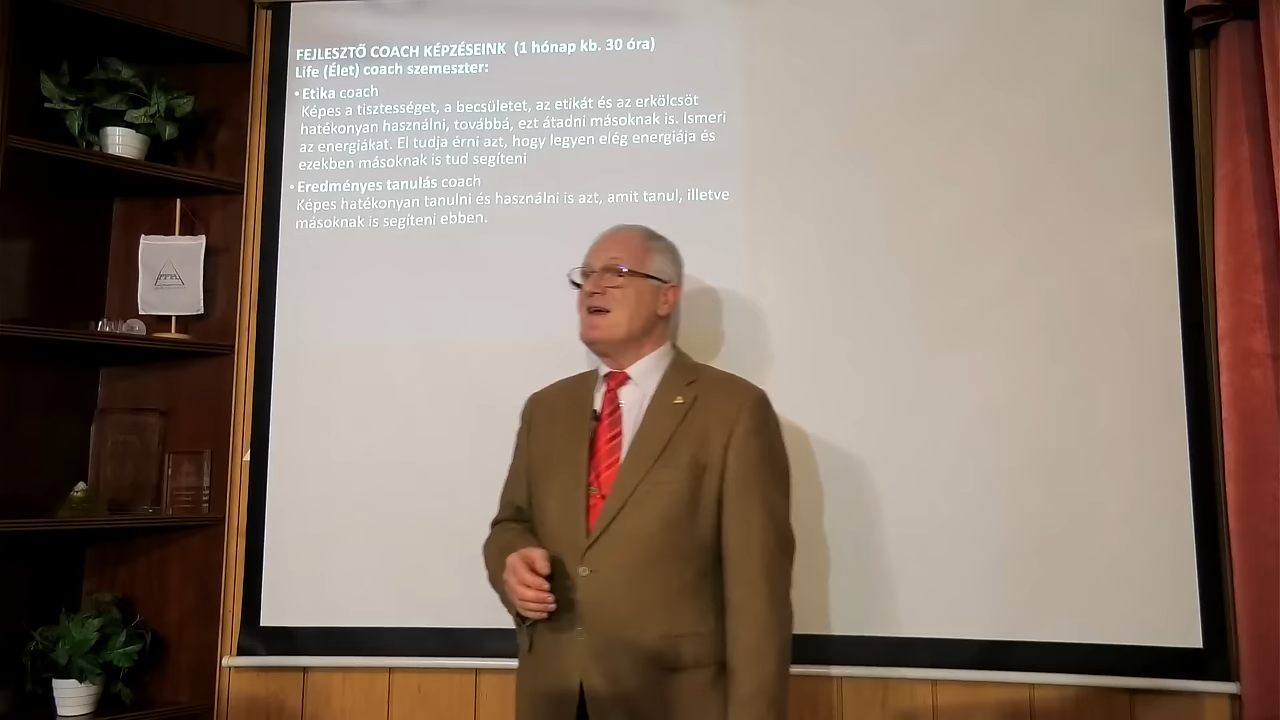 FEJLESZTŐ COACH KÉPZÉSEINK (1 hónap kb. 30 óra)
Life (Élet) coach szemeszter:
• Etika coach
Képes a tisztességet, a becsületet, az etikát és az erkölcsöt
hatékonyan használni, továbbá, ezt átadni másoknak is. Ismeri
az energiákat. El tudja érni azt, hogy legyen elég energiája és
ezekben másoknak is tud segíteni
• Eredményes tanulás coach
Képes hatékonyan tanulni és használni is azt, amit tanul, illetve
másoknak is segíteni ebben.